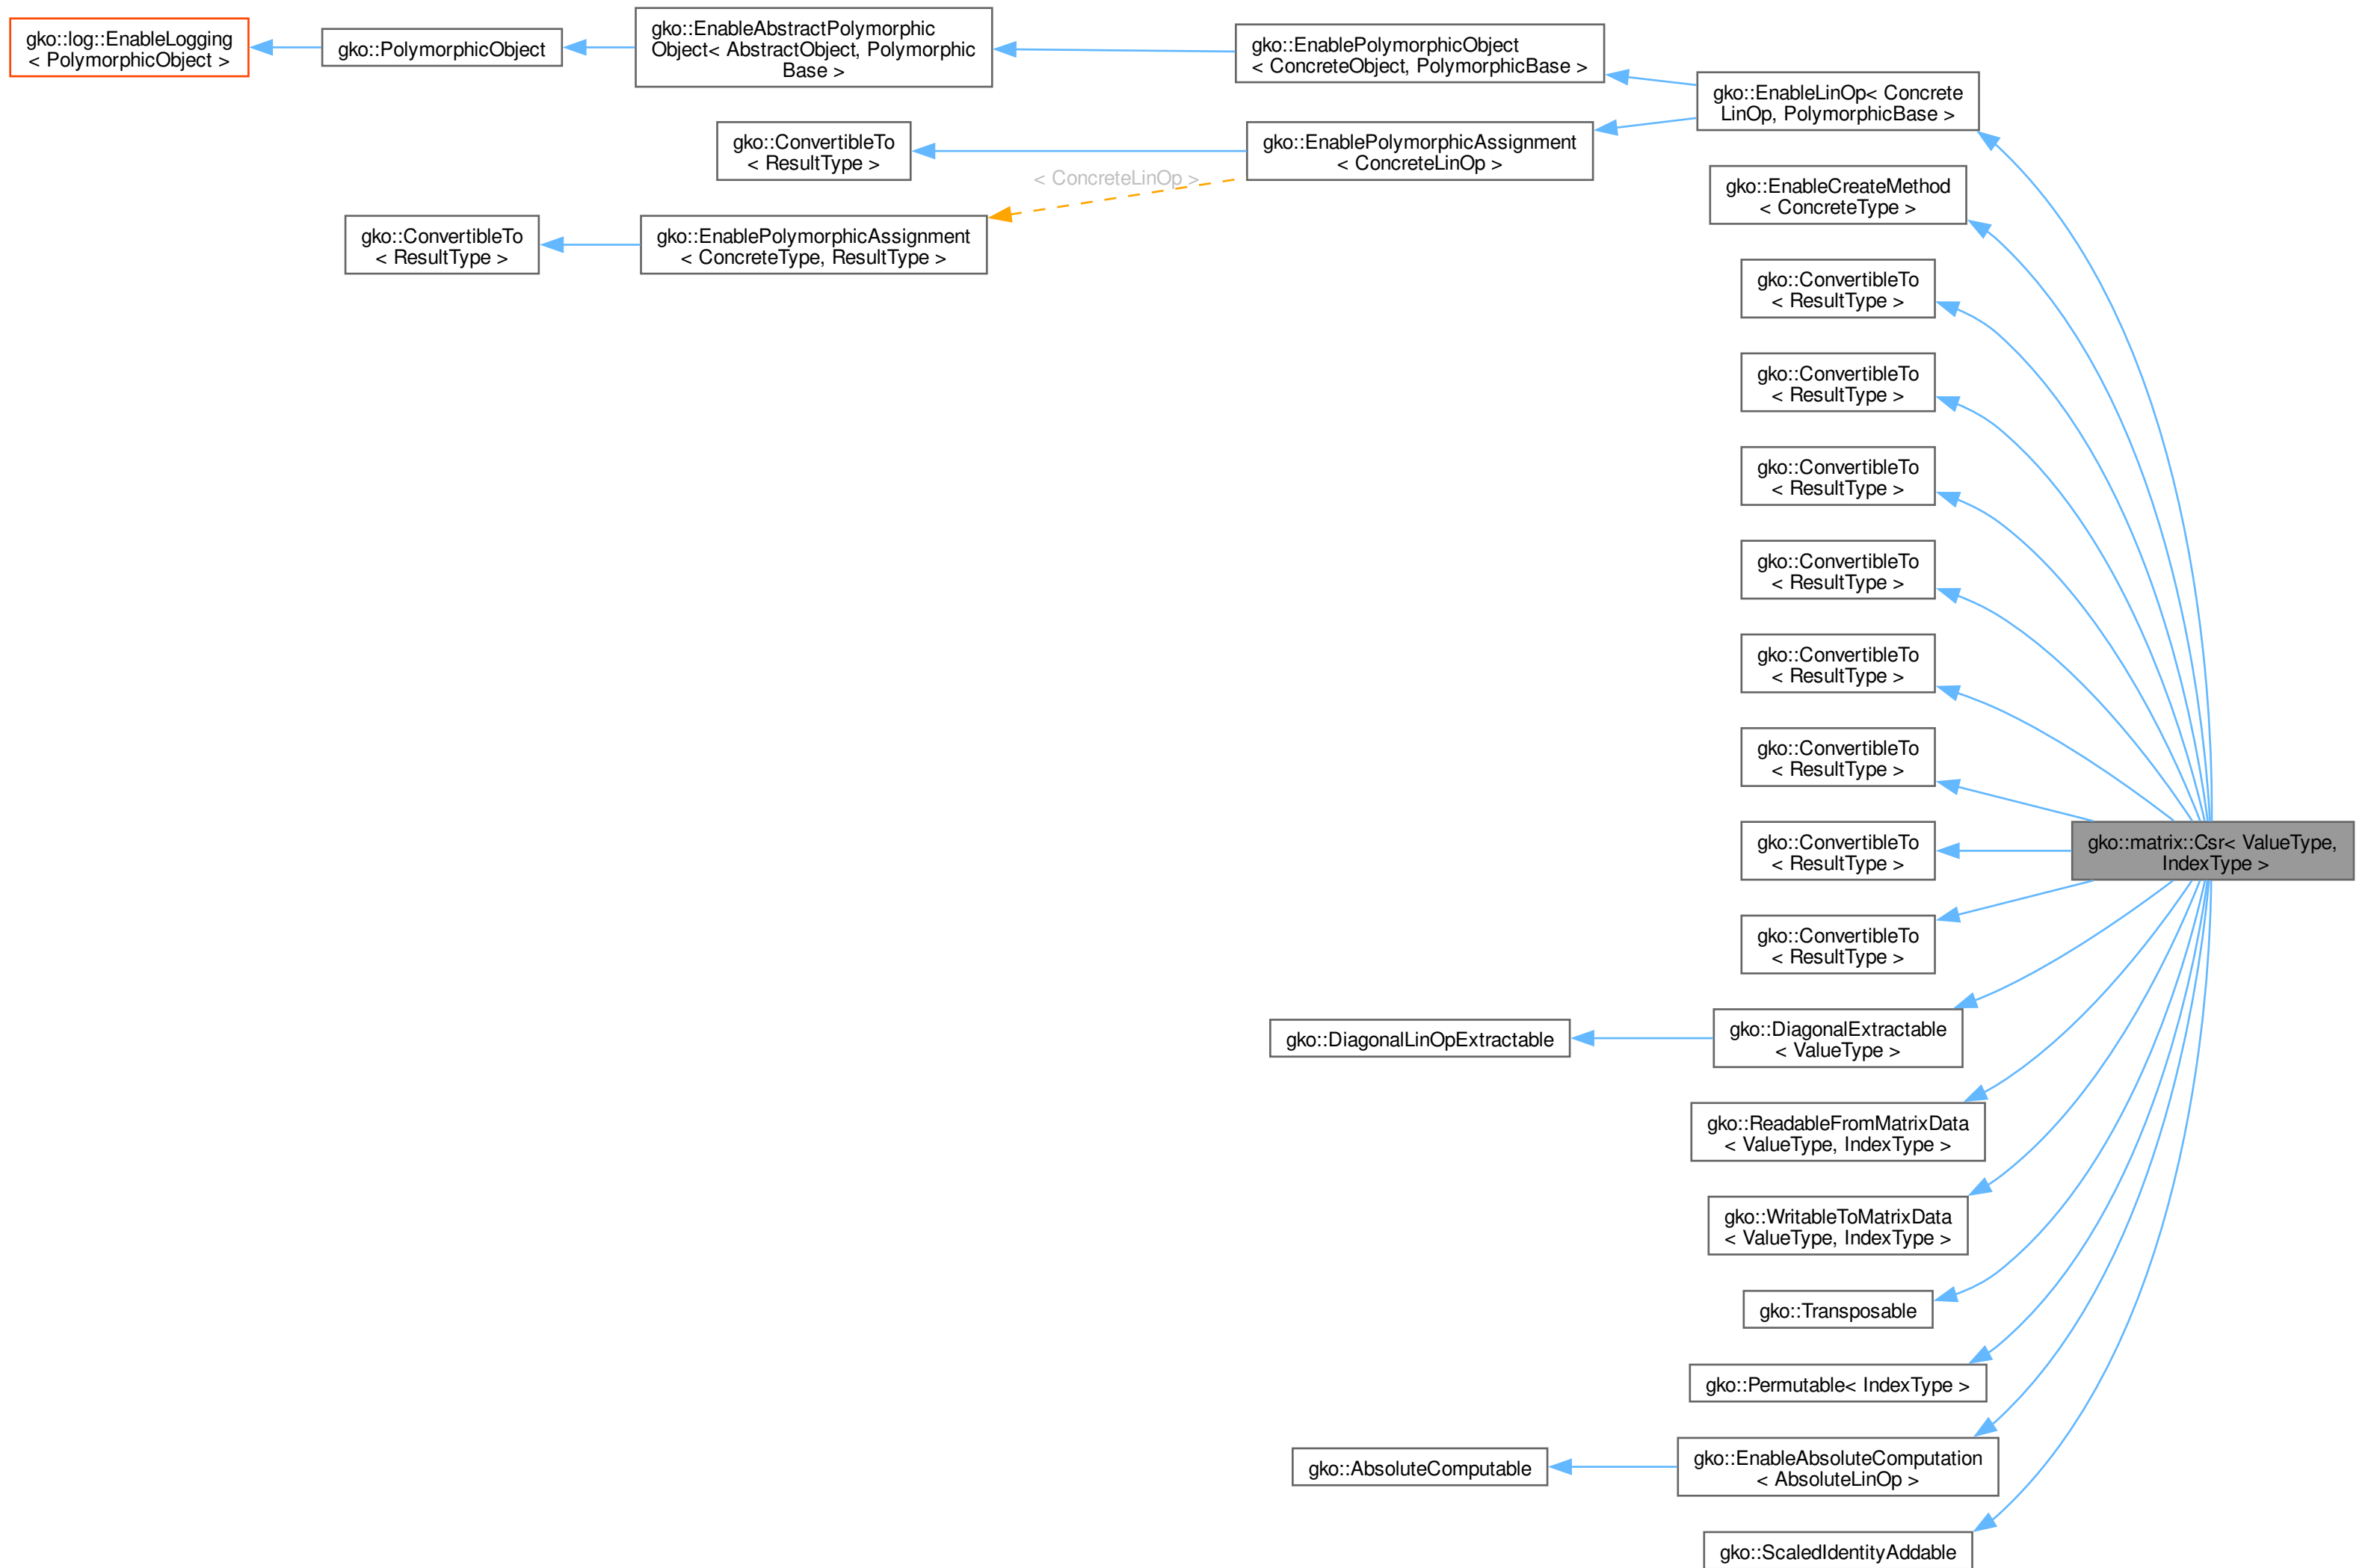 gko::log::EnableLogging
< PolymorphicObject >
gko::PolymorphicObject
gko::EnableAbstractPolymorphic
Object< AbstractObject, Polymorphic
Base >
gko::EnablePolymorphicObject
< ConcreteObject, PolymorphicBase >
gko::EnableLinOp< Concrete
LinOp, PolymorphicBase >
gko::ConvertibleTo
< ResultType >
gko::EnablePolymorphicAssignment
< ConcreteLinOp >
< ConcreteLinOp >
gko::EnableCreateMethod
< ConcreteType >
gko::ConvertibleTo
< ResultType >
gko::EnablePolymorphicAssignment
< ConcreteType, ResultType >
gko::ConvertibleTo
< ResultType >
gko::ConvertibleTo
< ResultType >
gko::ConvertibleTo
< ResultType >
gko::ConvertibleTo
< ResultType >
gko::ConvertibleTo
< ResultType >
gko::ConvertibleTo
< ResultType >
gko::ConvertibleTo
< ResultType >
gko::matrix::Csr< ValueType,
IndexType >
gko::ConvertibleTo
< ResultType >
gko::DiagonalLinOpExtractable
gko::DiagonalExtractable
< ValueType >
gko::ReadableFromMatrixData
< ValueType, IndexType >
gko::WritableToMatrixData
< ValueType, IndexType >
gko::Transposable
gko::Permutable< IndexType >
gko::AbsoluteComputable
gko::EnableAbsoluteComputation
< AbsoluteLinOp >
gko::ScaledIdentityAddable